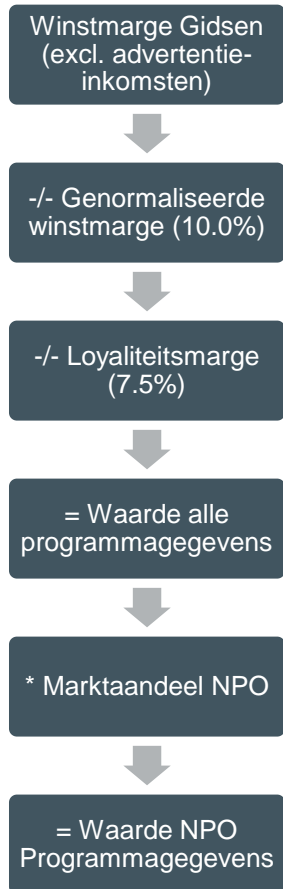 Winstmarge Gidsen
(excl. advertentie-
inkomsten)
-/- Genormaliseerde
winstmarge (10.0%)
-/- Loyaliteitsmarge
(7.5%)
= Waarde alle
programmagegevens
* Marktaandeel NPO
= Waarde NPO
Programmagegevens